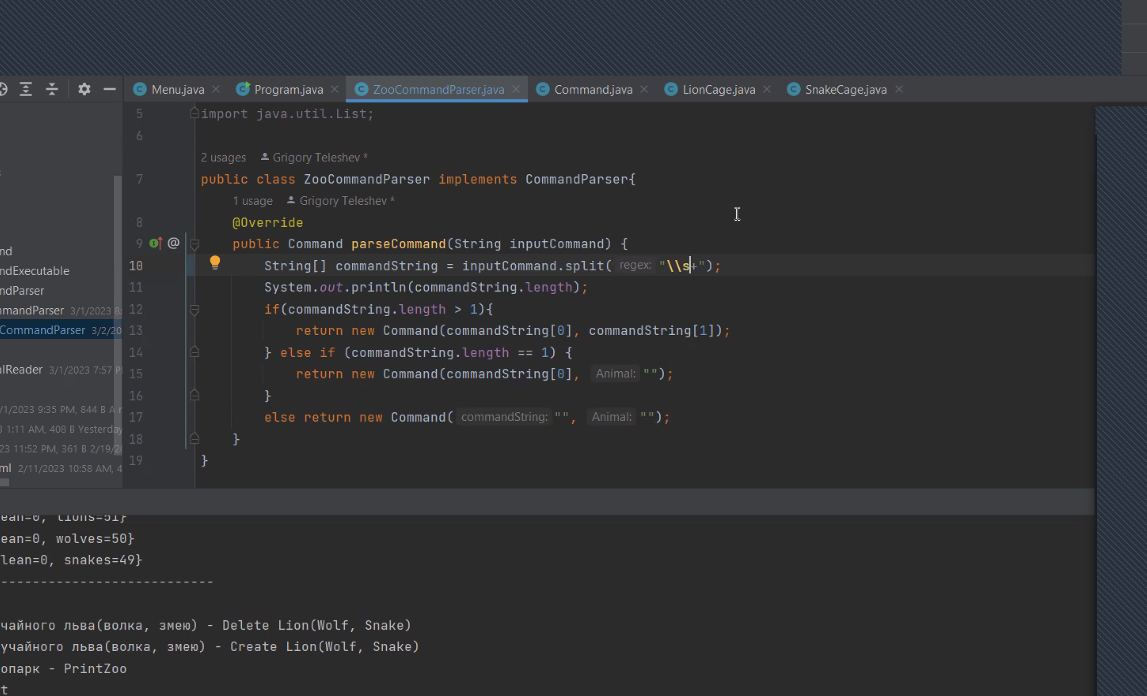 Menu.java Program.java ZooCommandParser.java Command.java LionCage.java SnakeCage.java
5 import java.util.List;
6
2 usages Grigory Teleshev *
7 public class ZooCommandParser implements CommandParser{
1 usage Grigory Teleshev *
8 @Override
9 @ public Command parseCommand(String inputCommand) {
10 String[] commandString = inputCommand.split( regex: "\\s+");
11 System.out.println(commandString.length);
12 if(commandString.length > 1){
13 return new Command(commandString[0], commandString[1]);
14 } else if (commandString.length == 1) {
15 return new Command(commandString[0], Animal: "");
16 }
17 else return new Command( commandString: "", Animal: "");
18 }
19 }
nd
ndExecutable
ndParser
mmandParser 3/1/2023 8:
CommandParser 3/2/20
alReader 3/1/2023 7:57 P
/1/2023 9:35 PM, 844 B A
3 1:11 AM, 408 B Yesterday
23 11:52 PM, 361 B 2/19/2
ml 2/11/2023 10:58 AM, 4
ean=0, lions=51}
ean=0, wolves=50}
lean=0, snakes=49}
---------------------------
чайного льва(волка, змею) - Delete Lion(Wolf, Snake)
учайного льва(волка, змею) - Create Lion(Wolf, Snake)
опарк - PrintZoo
t